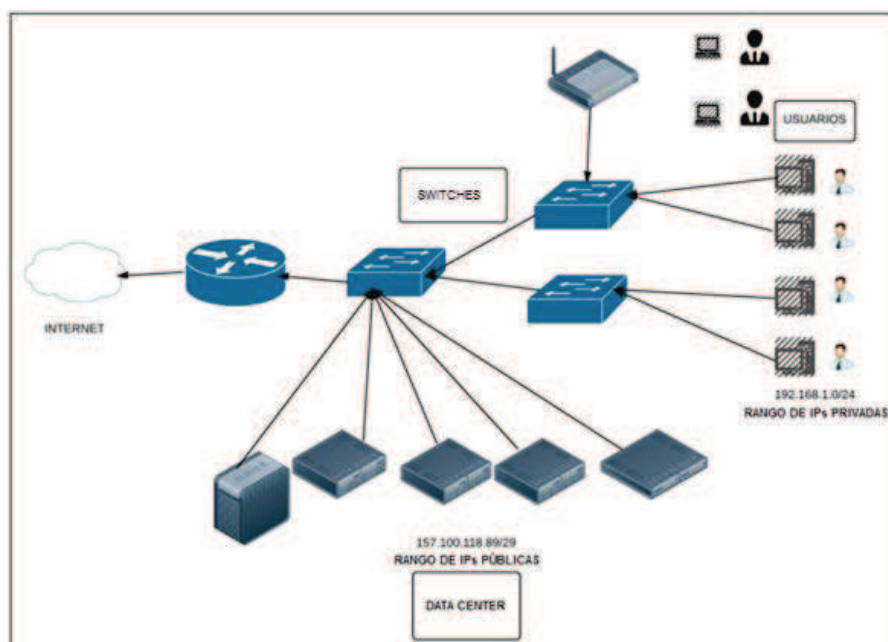 USUARIOS
SWITCHES
INTERNET
192.168.1.0/24
RANGO DE IPs PRIVADAS
157.100.118.89/29
RANGO DE IPs PÚBLICAS
DATA CENTER